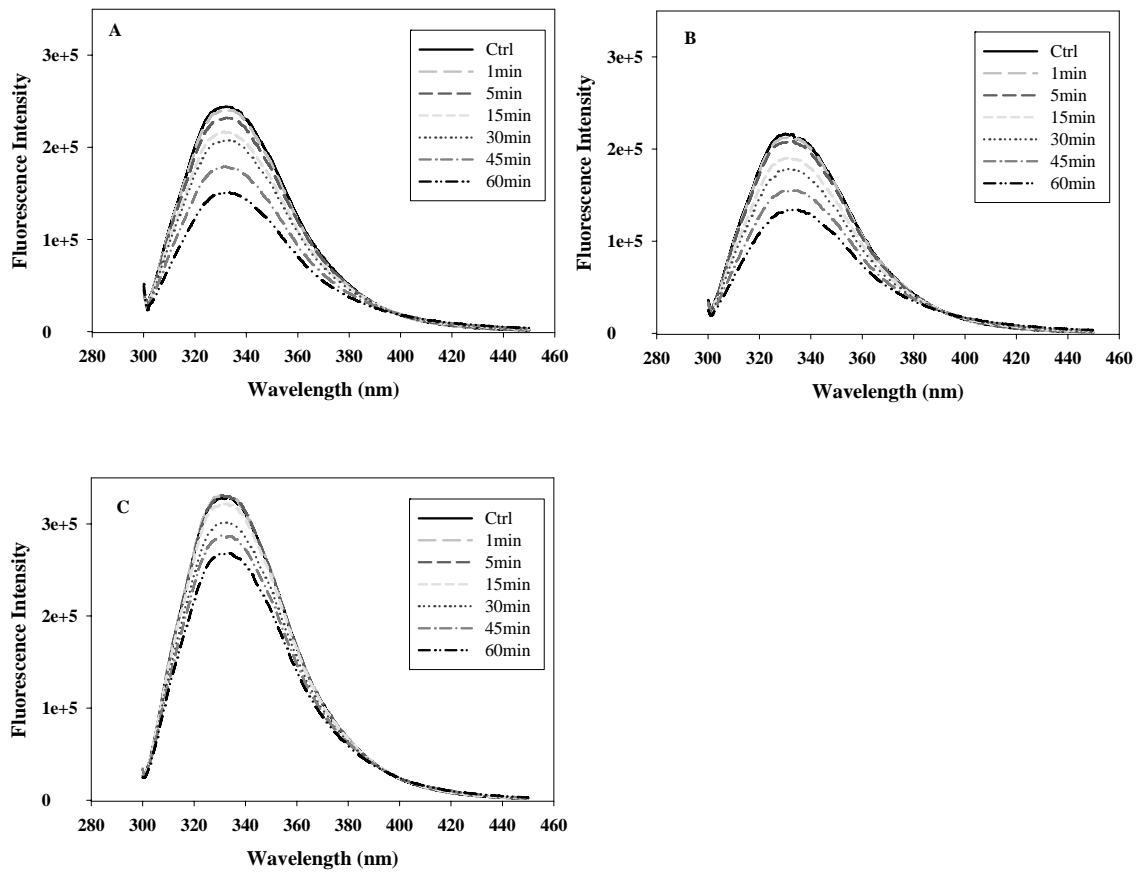 A
Fluorescence Intensity
3e+5
2e+5
1e+5
0
Ctrl
1min
5min
15min
30min
45min
60min
280 300 320 340 360 380 400 420 440 460
Wavelength (nm)
B
Fluorescence Intensity
3e+5
2e+5
1e+5
0
Ctrl
1min
5min
15min
30min
45min
60min
280 300 320 340 360 380 400 420 440 460
Wavelength (nm)
C
Fluorescence Intensity
3e+5
2e+5
1e+5
0
Ctrl
1min
5min
15min
30min
45min
60min
280 300 320 340 360 380 400 420 440 460
Wavelength (nm)